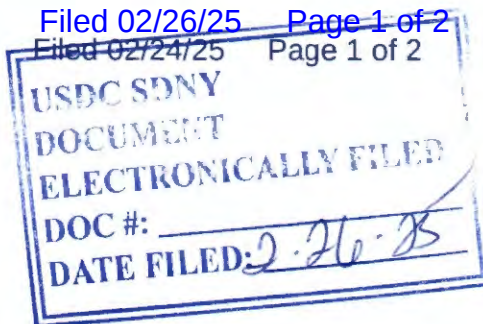 Filed 02/26/25 Page 1 of 2
Filed 02/24/25 Page 1 of 2
USDC SDNY
DOCUMENT
ELECTRONICALLY FILED
DOC #:
DATE FILED: 2-26-25